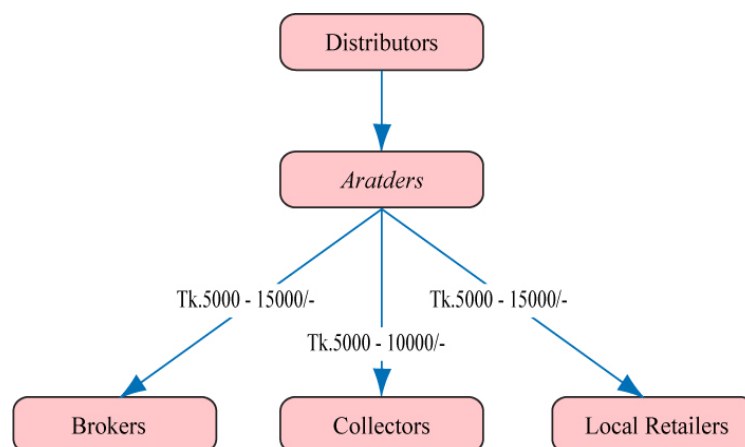 Distributors
Aratders
Tk.5000 - 15000/-
Tk.5000 - 15000/-
Tk.5000 - 10000/-
Brokers
Collectors
Local Retailers